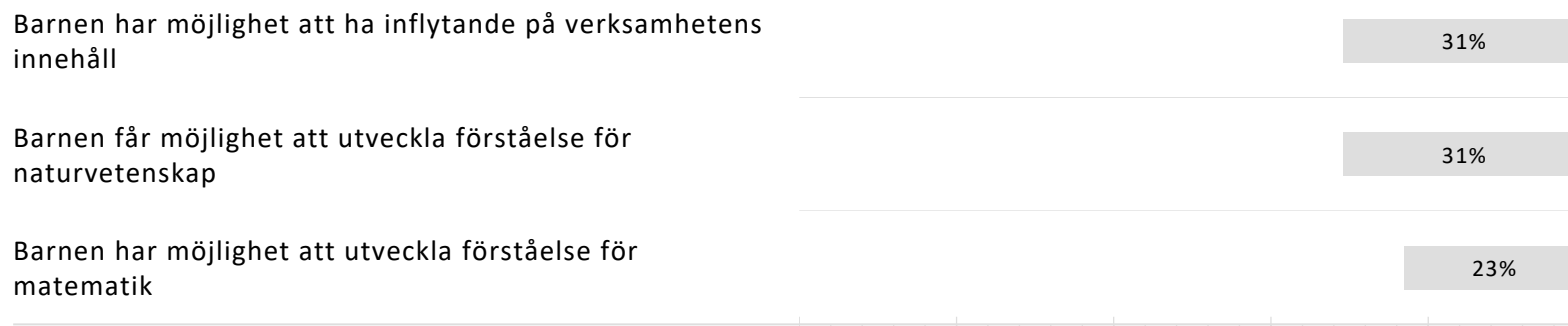 Barnen har möjlighet att ha inflytande på verksamhetens
innehåll
31%
Barnen får möjlighet att utveckla förståelse för
naturvetenskap
31%
Barnen har möjlighet att utveckla förståelse för
matematik
23%